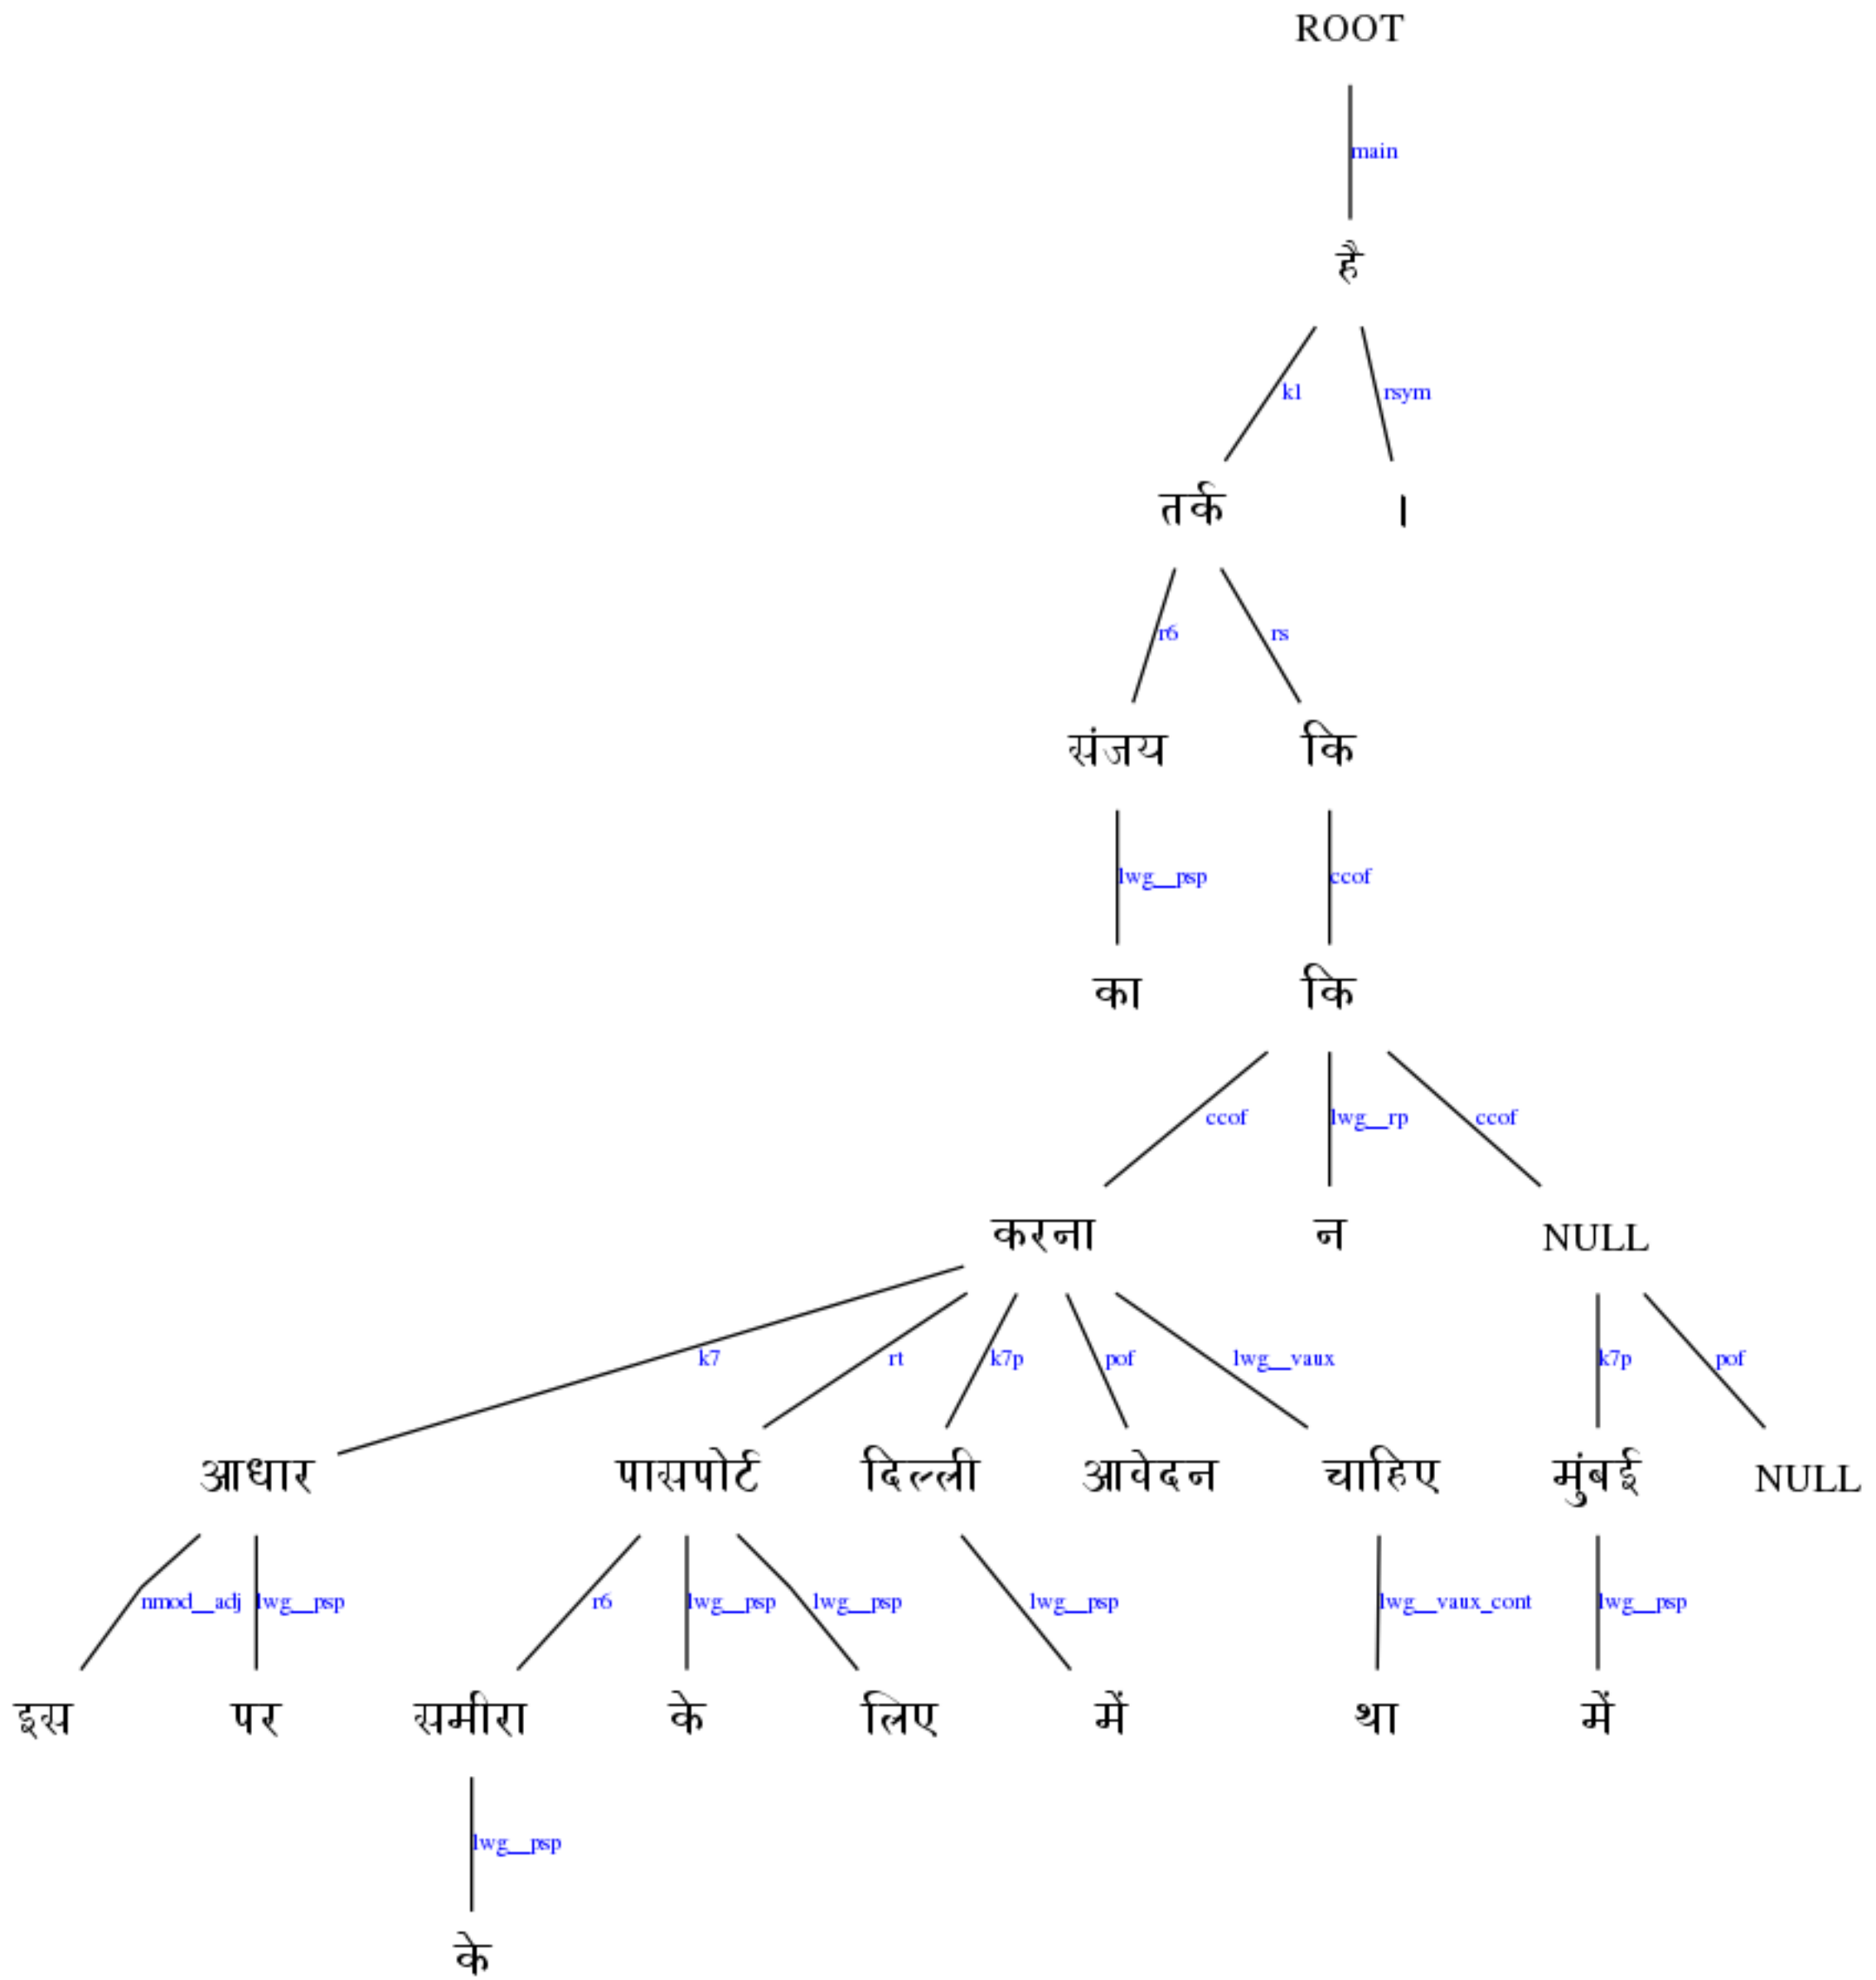 ROOT
main
है
k1 rsym
तर्क ।
r6 rs
संजय कि
lwg__psp ccof
का कि
ccof lwg__rp ccof
करना न NULL
k7 rt k7p pof lwg__vaux k7p pof
आधार पासपोर्ट दिल्ली आवेदन चाहिए मुंबई NULL
nmod__adj lwg__psp r6 lwg__psp lwg__psp lwg__psp lwg__vaux_cont lwg__psp
इस पर समीरा के लिए में था में
lwg__psp
के